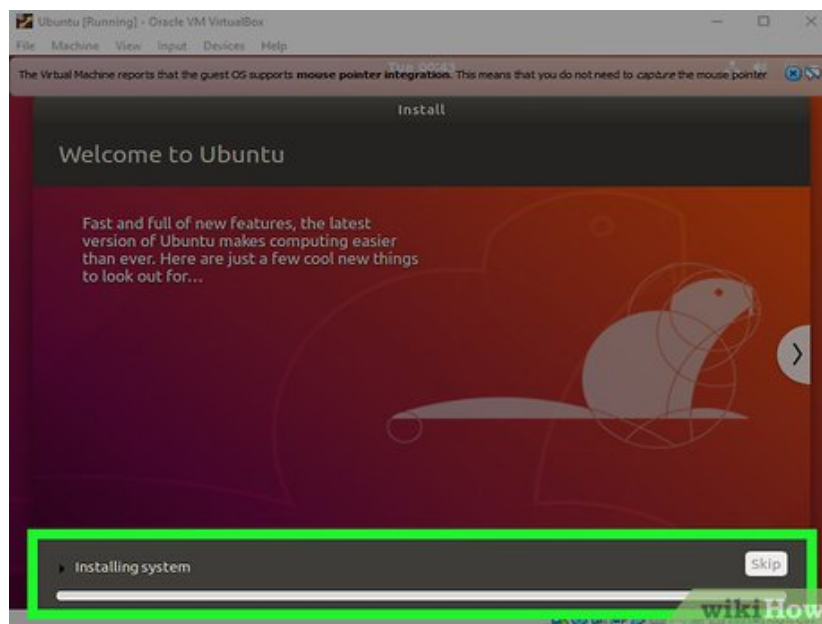 Ubuntu [Running] - Oracle VM VirtualBox
File Machine View Input Devices Help
Tue 00:43
The Virtual Machine reports that the guest OS supports mouse pointer integration. This means that you do not need to capture the mouse pointer
Install
Welcome to Ubuntu
Fast and full of new features, the latest
version of Ubuntu makes computing easier
than ever. Here are just a few cool new things
to look out for...
Installing system
Skip
wikiHow